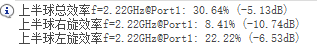 上半球总效率f=2.22GHz@Port1: 30.64% (-5.13dB)
上半球右旋效率f=2.22GHz@Port1: 8.41% (-10.74dB)
上半球左旋效率f=2.22GHz@Port1: 22.22% (-6.53dB)